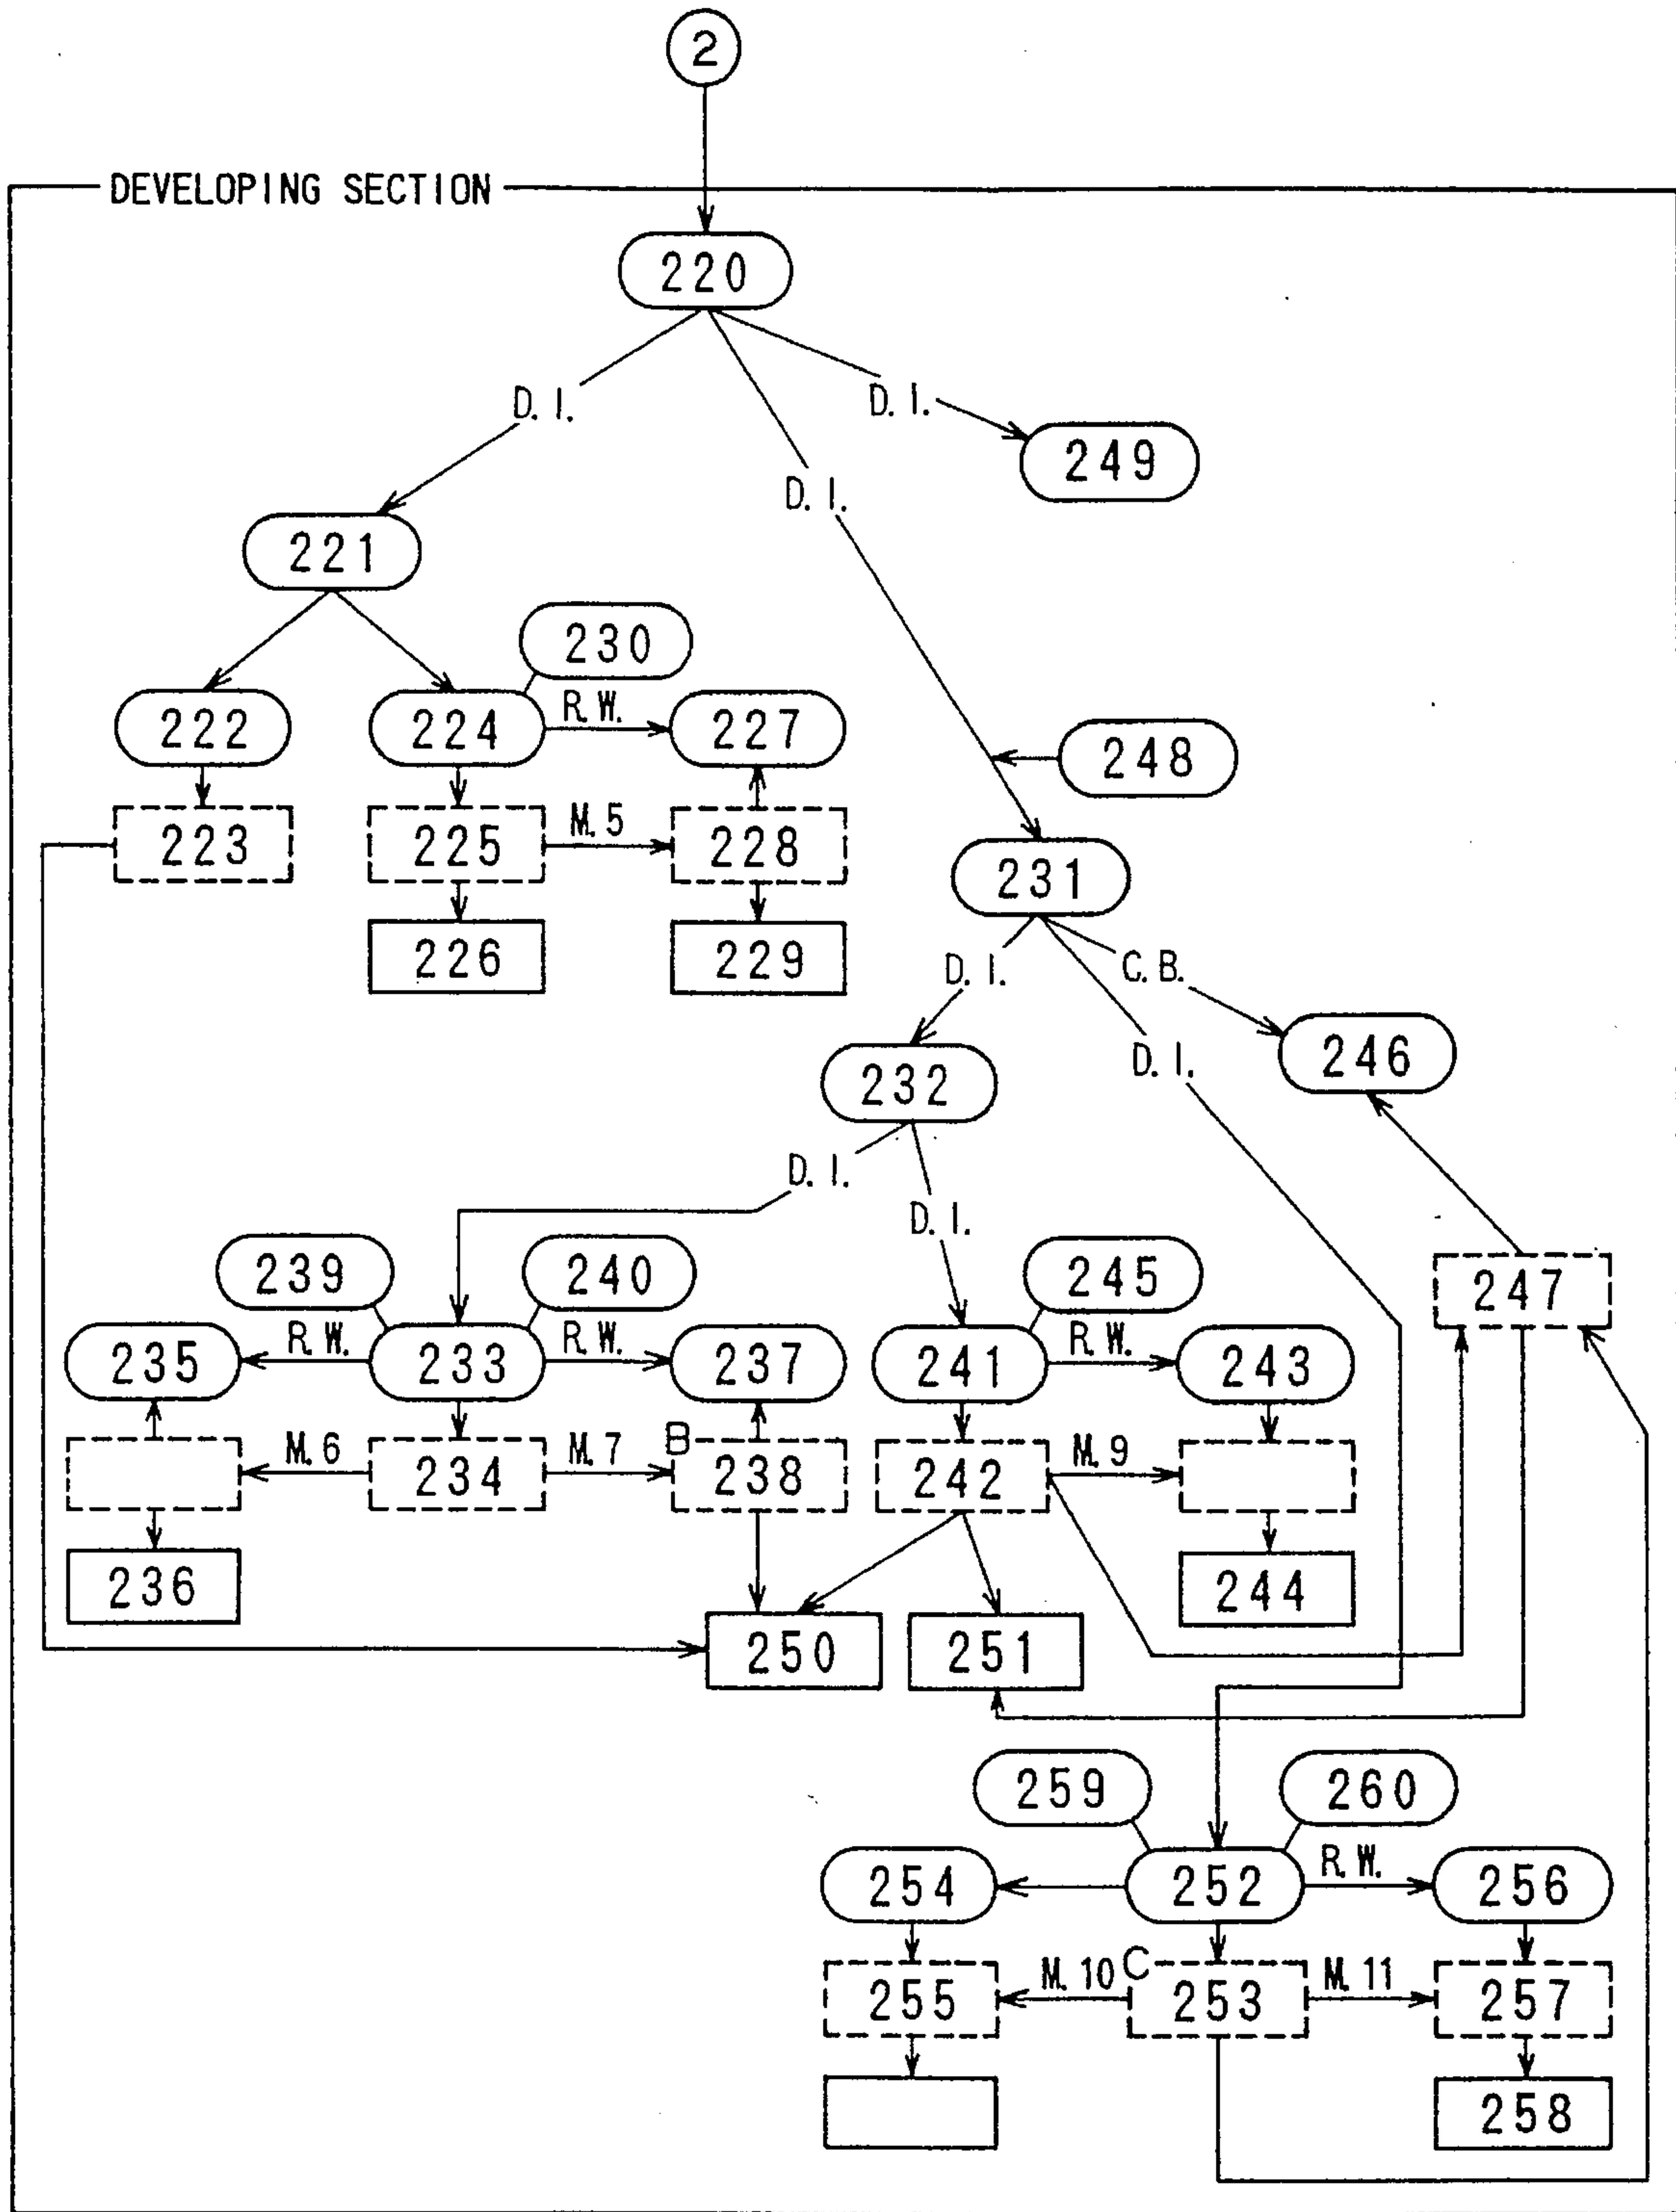 2
DEVELOPING SECTION
220
D. I.
D. I.
249
D. I.
221
230
222
224
R.W.
227
248
223
225
M.5
228
231
226
229
D. I.
C.B.
246
D. I.
232
D. I.
D. I.
239
240
245
247
235
R.W.
233
R.W.
237
241
R.W.
243
M.6
234
M.7
B
238
242
M.9
236
244
250
251
259
260
254
252
R.W.
256
255
M.10
C
253
M.11
257
258